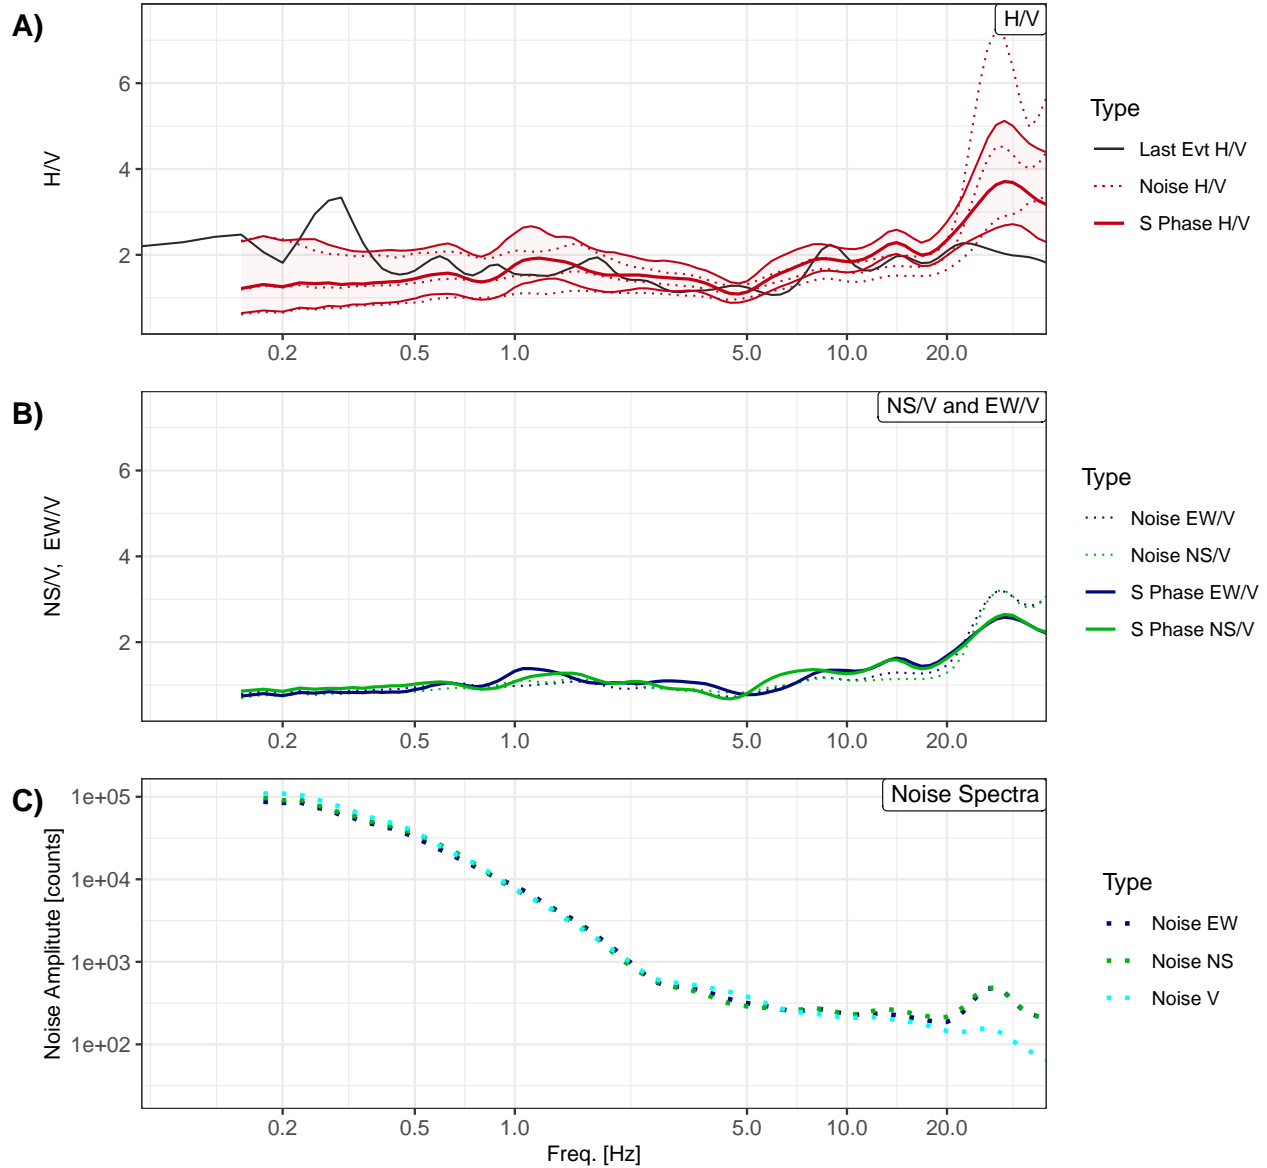 A)
H/V
H/V
6
4
2
0.2 0.5 1.0 5.0 10.0 20.0
Type
Last Evt H/V
Noise H/V
S Phase H/V
B)
NS/V and EW/V
NS/V, EW/V
6
4
2
0.2 0.5 1.0 5.0 10.0 20.0
Type
Noise EW/V
Noise NS/V
S Phase EW/V
S Phase NS/V
C)
Noise Spectra
Noise Amplitute [counts]
1e+05
1e+04
1e+03
1e+02
0.2 0.5 1.0 5.0 10.0 20.0
Freq. [Hz]
Type
Noise EW
Noise NS
Noise V